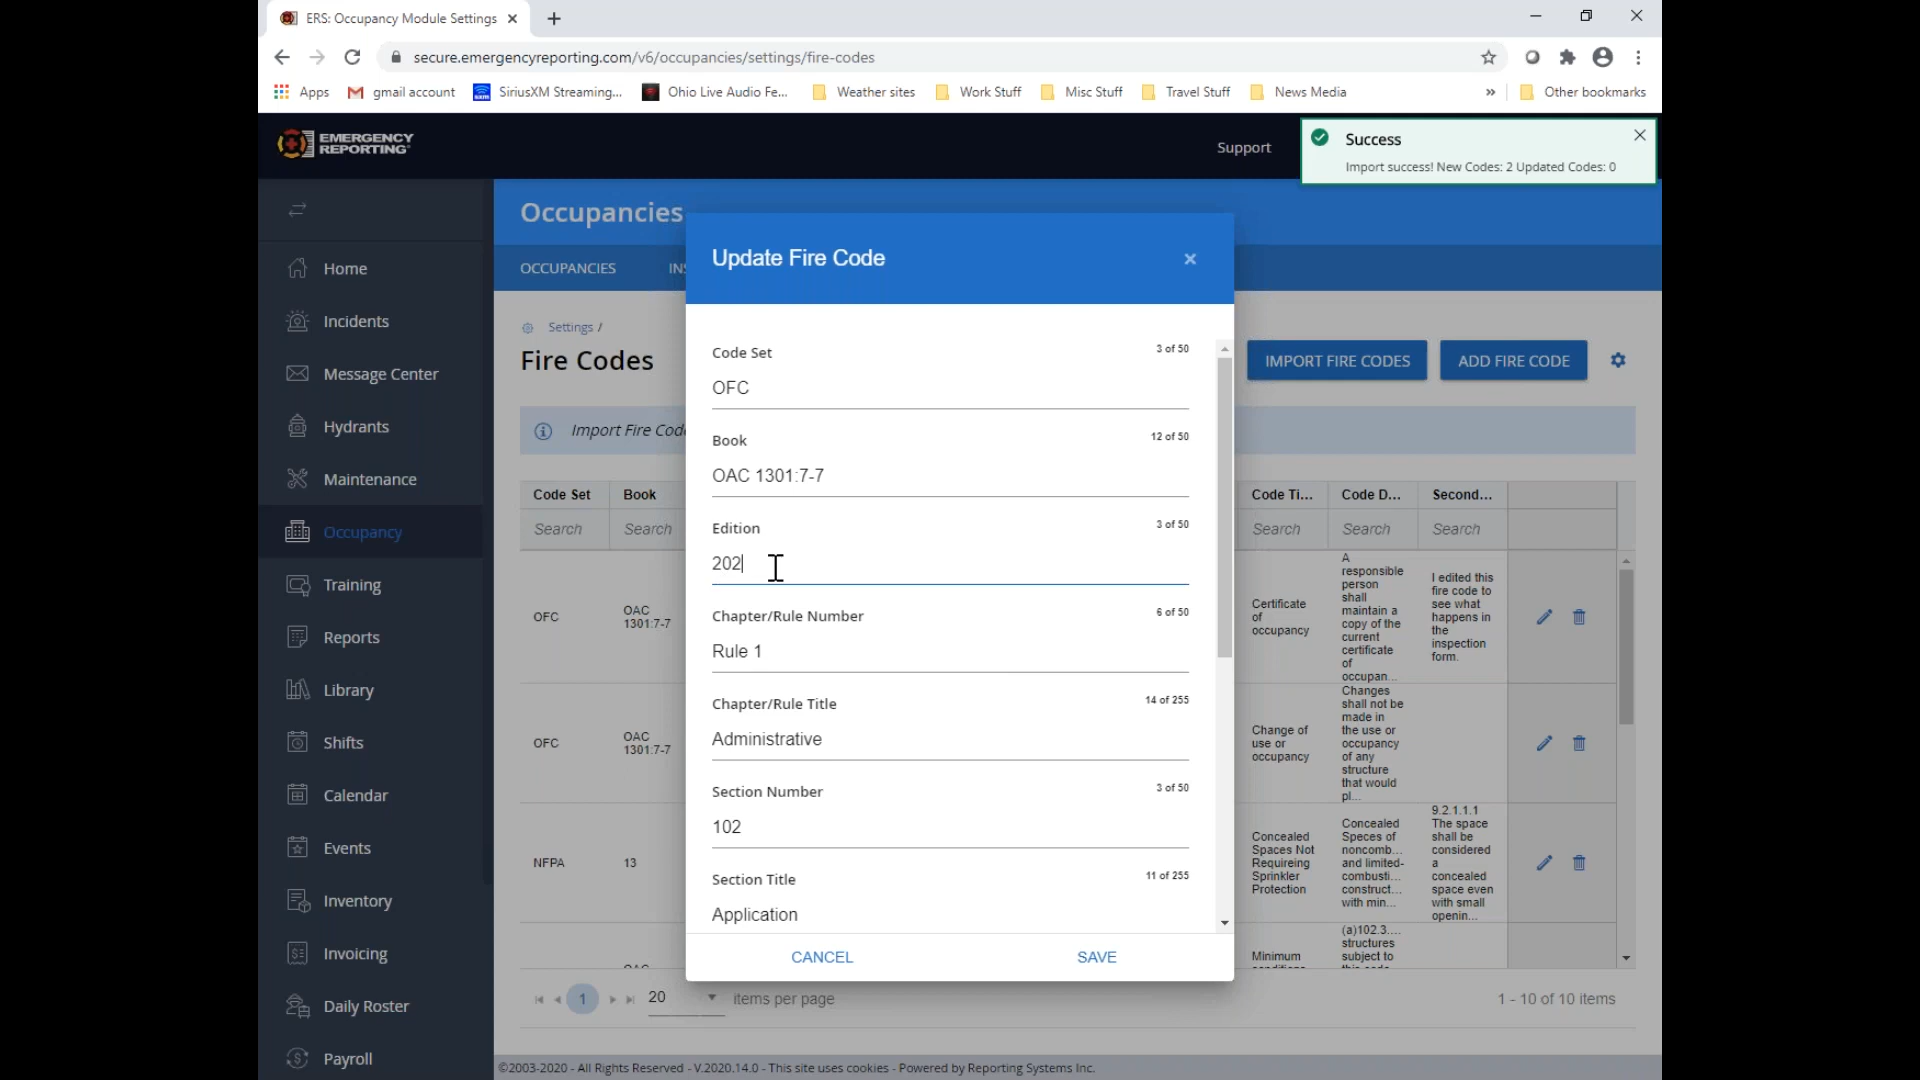 ERS: Occupancy Module Settings
secure.emergencyreporting.com/v6/occupancies/settings/fire-codes
Apps
gmail account
SiriusXM Streaming...
Ohio Live Audio Fe...
Weather sites
Work Stuff
Misc Stuff
Travel Stuff
News Media
»
Other bookmarks
EMERGENCY
REPORTING
Support
Success
Import success! New Codes: 2 Updated Codes: 0
Home
Incidents
Message Center
Hydrants
Maintenance
Occupancy
Training
Reports
Library
Shifts
Calendar
Events
Inventory
Invoicing
Daily Roster
Payroll
Occupancies
OCCUPANCIES
INS
Settings /
Fire Codes
IMPORT FIRE CODES
ADD FIRE CODE
Import Fire Code
Update Fire Code
Code Set
3 of 50
OFC
Book
12 of 50
OAC 1301:7-7
Edition
3 of 50
202
Chapter/Rule Number
6 of 50
Rule 1
Chapter/Rule Title
14 of 255
Administrative
Section Number
3 of 50
102
Section Title
11 of 255
Application
CANCEL
SAVE
Code Set
Book
Code Ti...
Code D...
Second...
Search
Search
Search
Search
Search
OFC
OAC
1301:7-7
Certificate
of
occupancy
A
responsible
person
shall
maintain a
copy of the
current
certificate
of
occupan...
I edited this
fire code to
see what
happens in
the
inspection
form.
OFC
OAC
1301:7-7
Change of
use or
occupancy
Changes
shall not be
made in
the use or
occupancy
of any
structure
that would
pl...
NFPA
13
Concealed
Spaces Not
Requireing
Sprinkler
Protection
Concealed
Speces of
noncomb...
and limited-
combusti...
construct...
with min...
9.2.1.1.1
The space
shall be
considered
a
concealed
space even
with small
openin...
OAC
Minimum
(a)102.3....
structures
subject to
1
20
items per page
1 - 10 of 10 items
©2003-2020 - All Rights Reserved - V.2020.14.0 - This site uses cookies - Powered by Reporting Systems Inc.